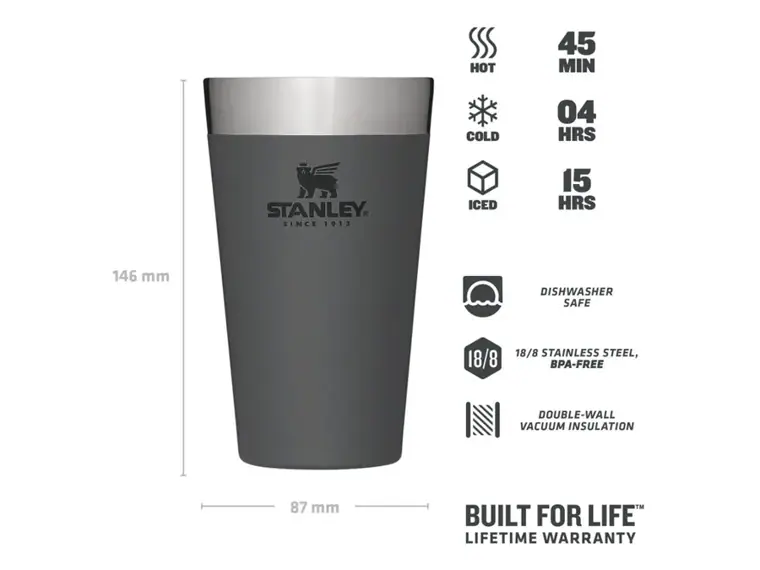 HOT
45
MIN
COLD
04
HRS
ICED
15
HRS
STANLEY®
SINCE 1913
146 mm
87 mm
DISHWASHER
SAFE
18/8
18/8 STAINLESS STEEL,
BPA-FREE
DOUBLE-WALL
VACUUM INSULATION
BUILT FOR LIFE™
LIFETIME WARRANTY